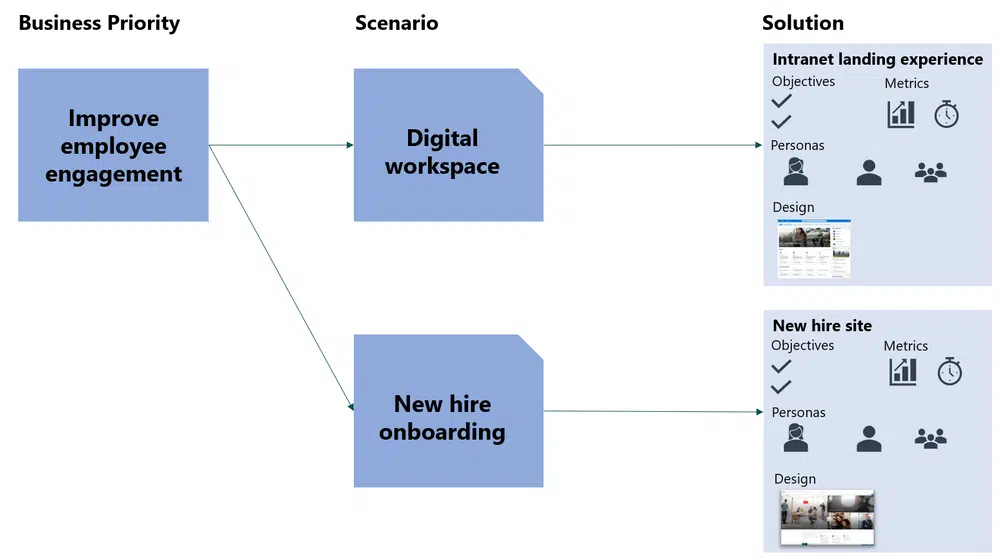 Business Priority
Scenario
Solution
Improve
employee
engagement
Digital
workspace
Intranet landing experience
Objectives
Metrics
Personas
Design
New hire
onboarding
New hire site
Objectives
Metrics
Personas
Design